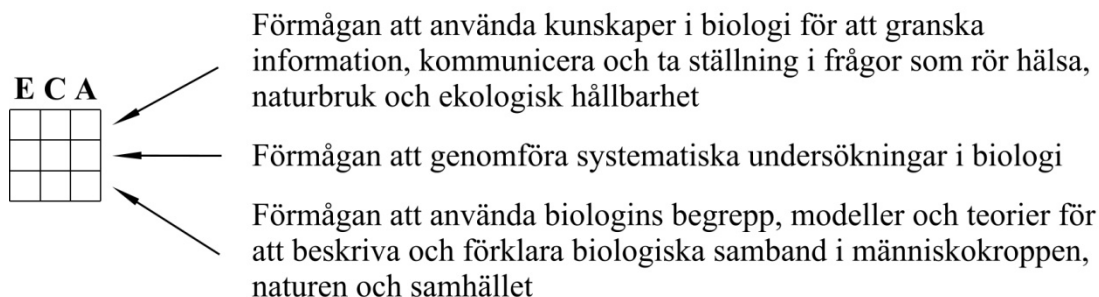 E C A
Förmågan att använda kunskaper i biologi för att granska
information, kommunicera och ta ställning i frågor som rör hälsa,
naturbruk och ekologisk hållbarhet
Förmågan att genomföra systematiska undersökningar i biologi
Förmågan att använda biologins begrepp, modeller och teorier för
att beskriva och förklara biologiska samband i människokroppen,
naturen och samhället